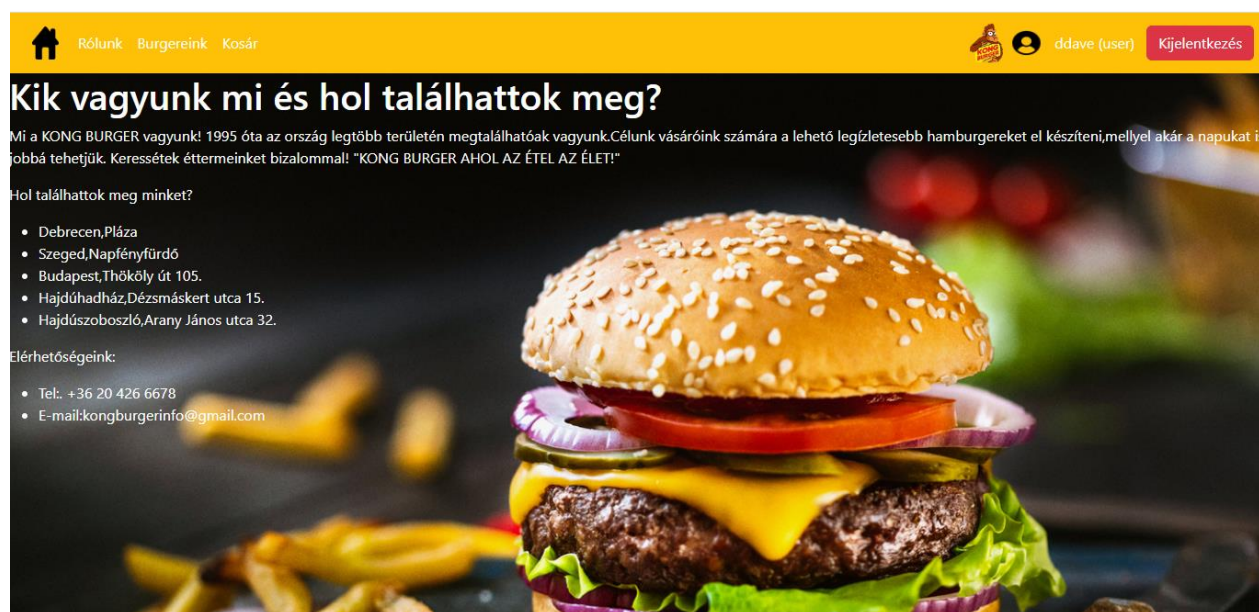 Rólunk Burgereink Kosár KONG BURGER ddave (user) Kijelentkezés
Kik vagyunk mi és hol találhattok meg?
Mi a KONG BURGER vagyunk! 1995 óta az ország legtöbb területén megtalálhatóak vagyunk.Célunk vásáróink számára a lehető legízletesebb hamburgereket el készíteni,mellyel akár a napukat
jobbá tehetjük. Keressétek éttermeinket bizalommal! "KONG BURGER AHOL AZ ÉTEL AZ ÉLET!"
Hol találhattok meg minket?
• Debrecen,Pláza
• Szeged,Napfényfürdő
• Budapest,Thököly út 105.
• Hajdúhadház,Dézsmáskert utca 15.
• Hajdúszoboszló,Arany János utca 32.
Elérhetőségeink:
• Tel:. +36 20 426 6678
• E-mail:kongburgerinfo@gmail.com